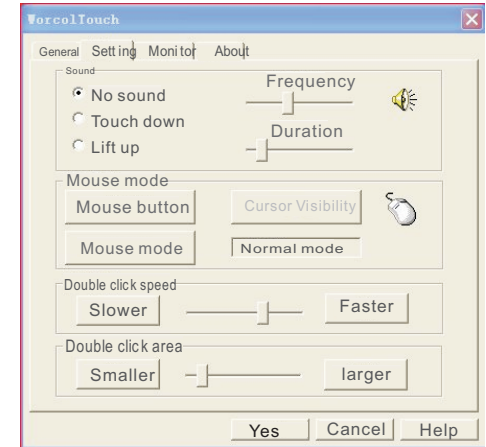 WorcolTouch
General Setting Monitor About
Sound
No sound
Touch down
Lift up
Frequency
Duration
Mouse mode
Mouse button Cursor Visibility
Mouse mode Normal mode
Double click speed
Slower Faster
Double click area
Smaller larger
Yes Cancel Help